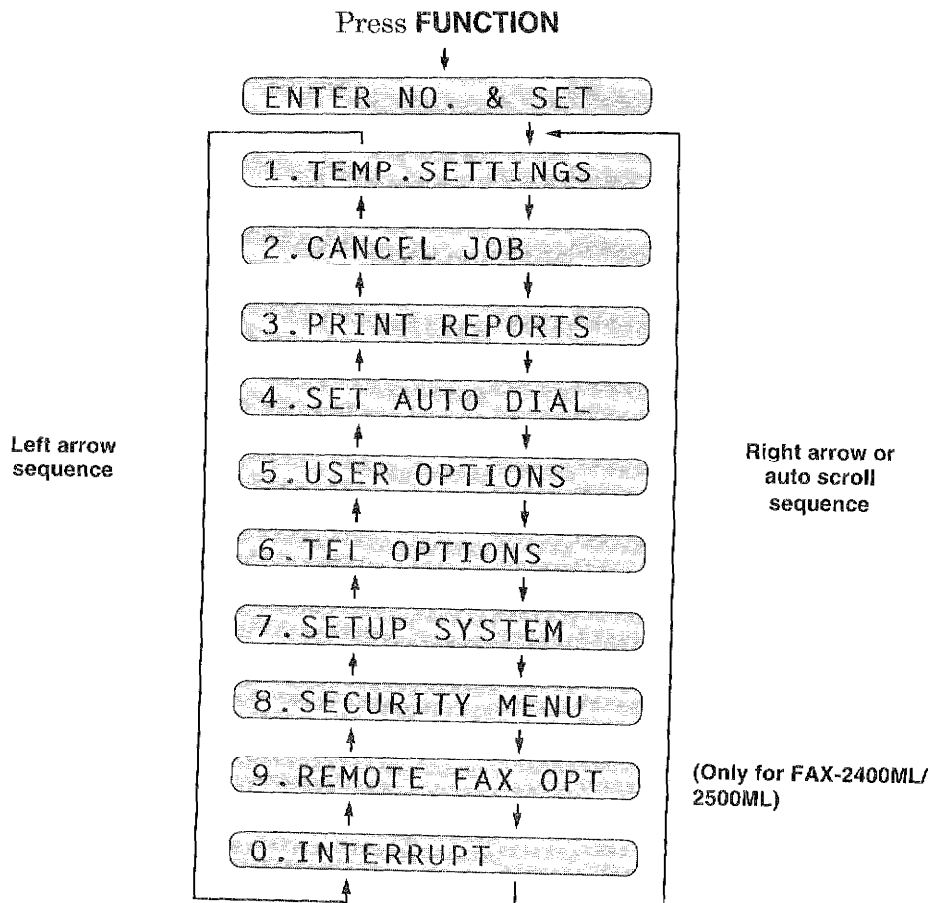 Press FUNCTION
ENTER NO. & SET
1.TEMP.SETTINGS
2.CANCEL JOB
3.PRINT REPORTS
4.SET AUTO DIAL
Left arrow
sequence
5.USER OPTIONS
Right arrow or
auto scroll
sequence
6.TEL OPTIONS
7.SETUP SYSTEM
8.SECURITY MENU
9.REMOTE FAX OPT
(Only for FAX-2400ML/
2500ML)
0.INTERRUPT